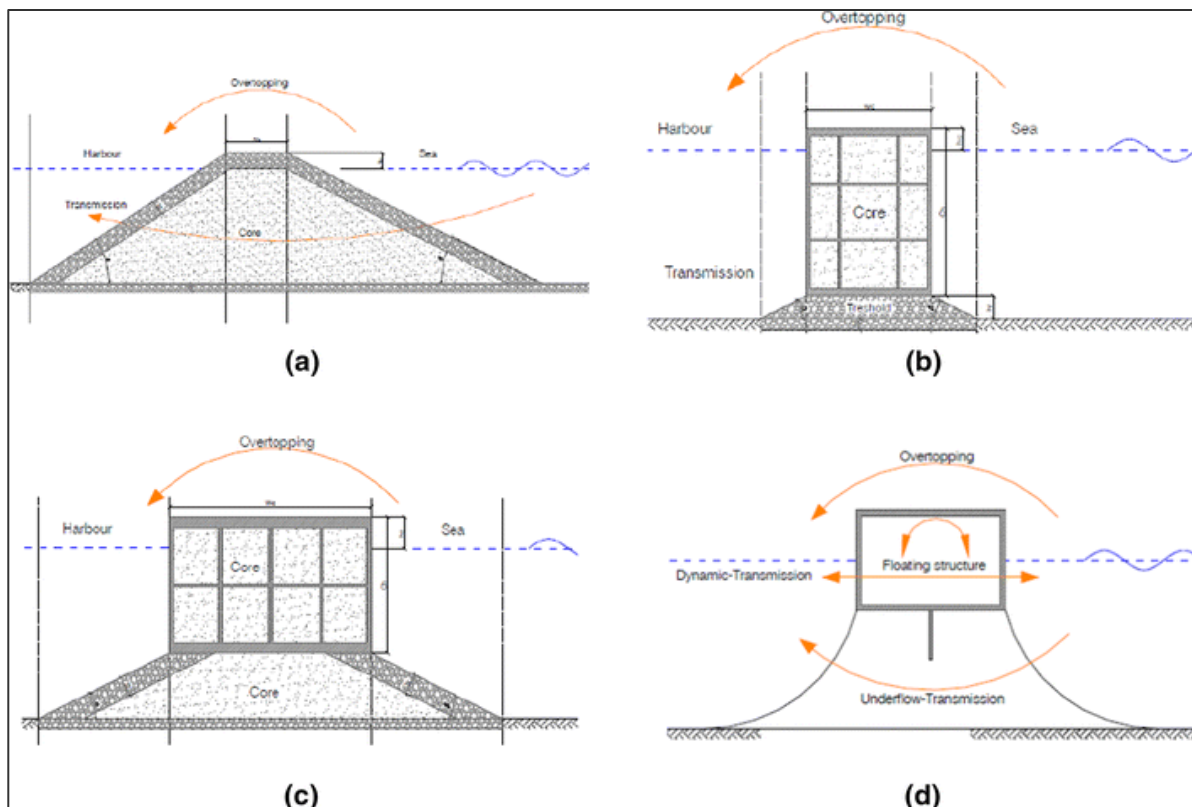 Overtopping
Harbour
Sea
Transmission
Core
(a)
Overtopping
Harbour
Sea
Core
Transmission
Treshold
(b)
Overtopping
Harbour
Sea
Core
Core
(c)
Overtopping
Floating structure
Dynamic-Transmission
Underflow-Transmission
(d)